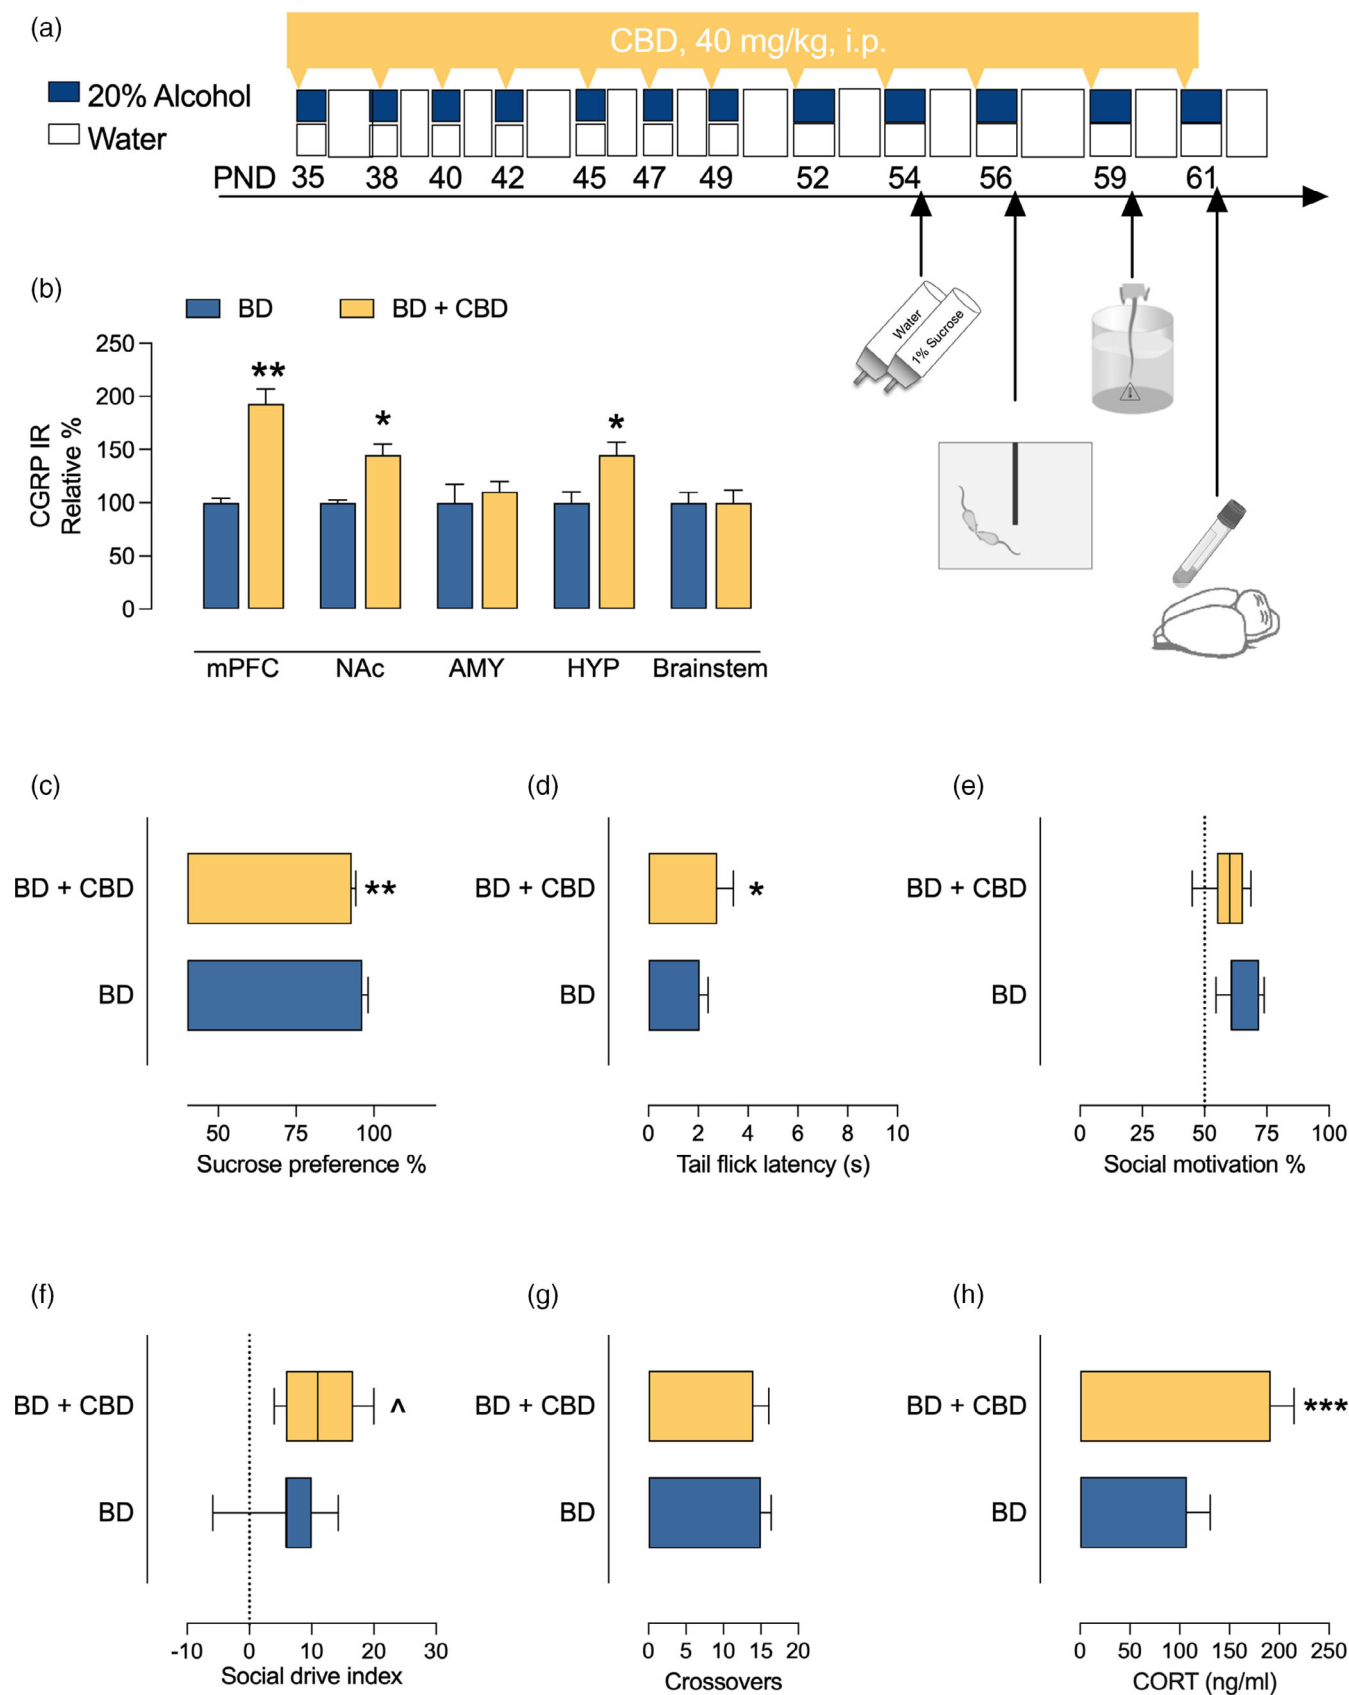 (a)
CBD, 40 mg/kg, i.p.
20% Alcohol
Water
PND 35 38 40 42 45 47 49 52 54 56 59 61
Water
1% Sucrose
(b)
BD
BD + CBD
250
200
150
100
50
0
CGRP IR
Relative %
**
*
*
mPFC NAc AMY HYP Brainstem
(c)
BD + CBD
**
BD
50 75 100
Sucrose preference %
(d)
BD + CBD
*
BD
0 2 4 6 8 10
Tail flick latency (s)
(e)
BD + CBD
BD
0 25 50 75 100
Social motivation %
(f)
BD + CBD
^
BD
-10 0 10 20 30
Social drive index
(g)
BD + CBD
BD
0 5 10 15 20
Crossovers
(h)
BD + CBD
***
BD
0 50 100 150 200 250
CORT (ng/ml)